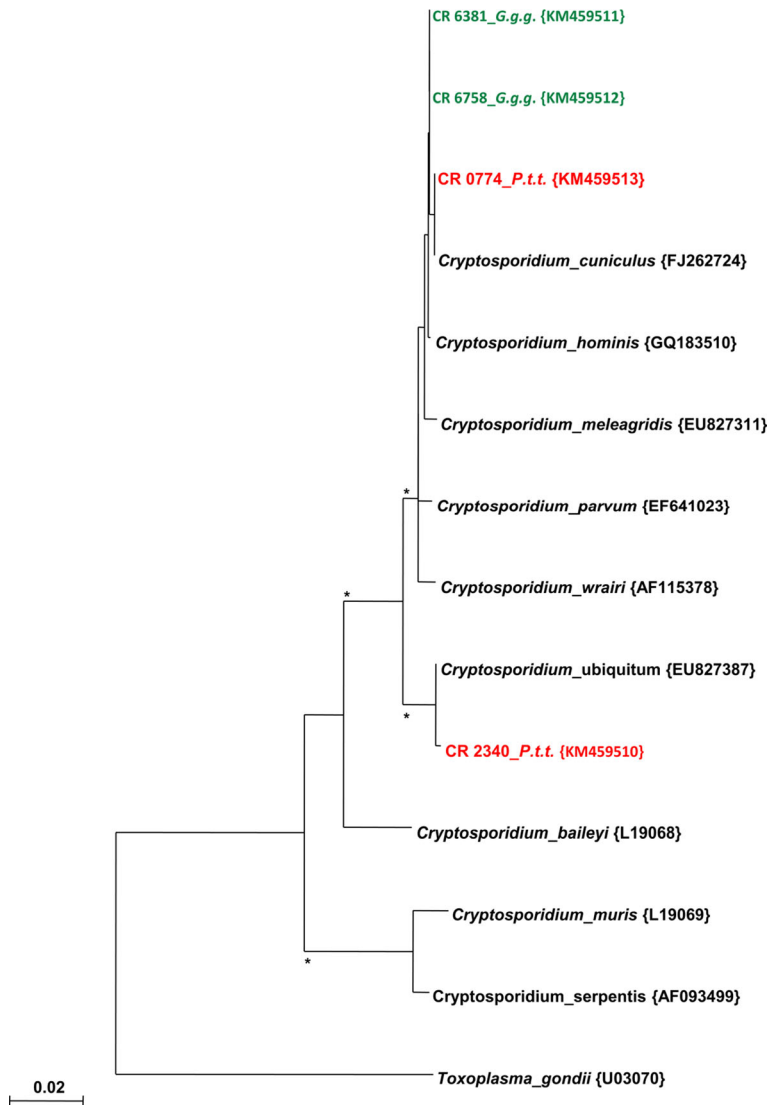 CR 6381_G.g.g. {KM459511}
CR 6758_G.g.g. {KM459512}
CR 0774_P.t.t. {KM459513}
Cryptosporidium_cuniculus {FJ262724}
Cryptosporidium_hominis {GQ183510}
Cryptosporidium_meleagridis {EU827311}
*
Cryptosporidium_parvum {EF641023}
Cryptosporidium_wrairi {AF115378}
*
Cryptosporidium_ubiquitum {EU827387}
*
CR 2340_P.t.t. {KM459510}
Cryptosporidium_baileyi {L19068}
Cryptosporidium_muris {L19069}
*
Cryptosporidium_serpentis {AF093499}
Toxoplasma_gondii {U03070}
0.02